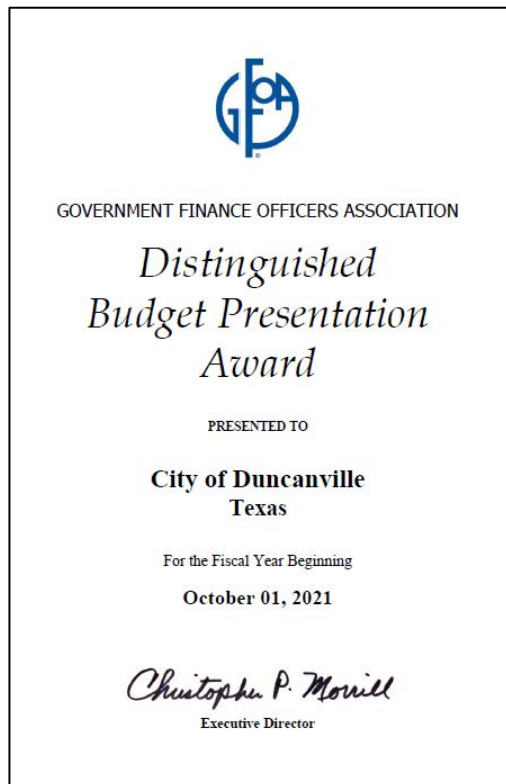 GFOA
GOVERNMENT FINANCE OFFICERS ASSOCIATION
Distinguished
Budget Presentation
Award
PRESENTED TO
City of Duncanville
Texas
For the Fiscal Year Beginning
October 01, 2021
Christopher P. Morrill
Executive Director